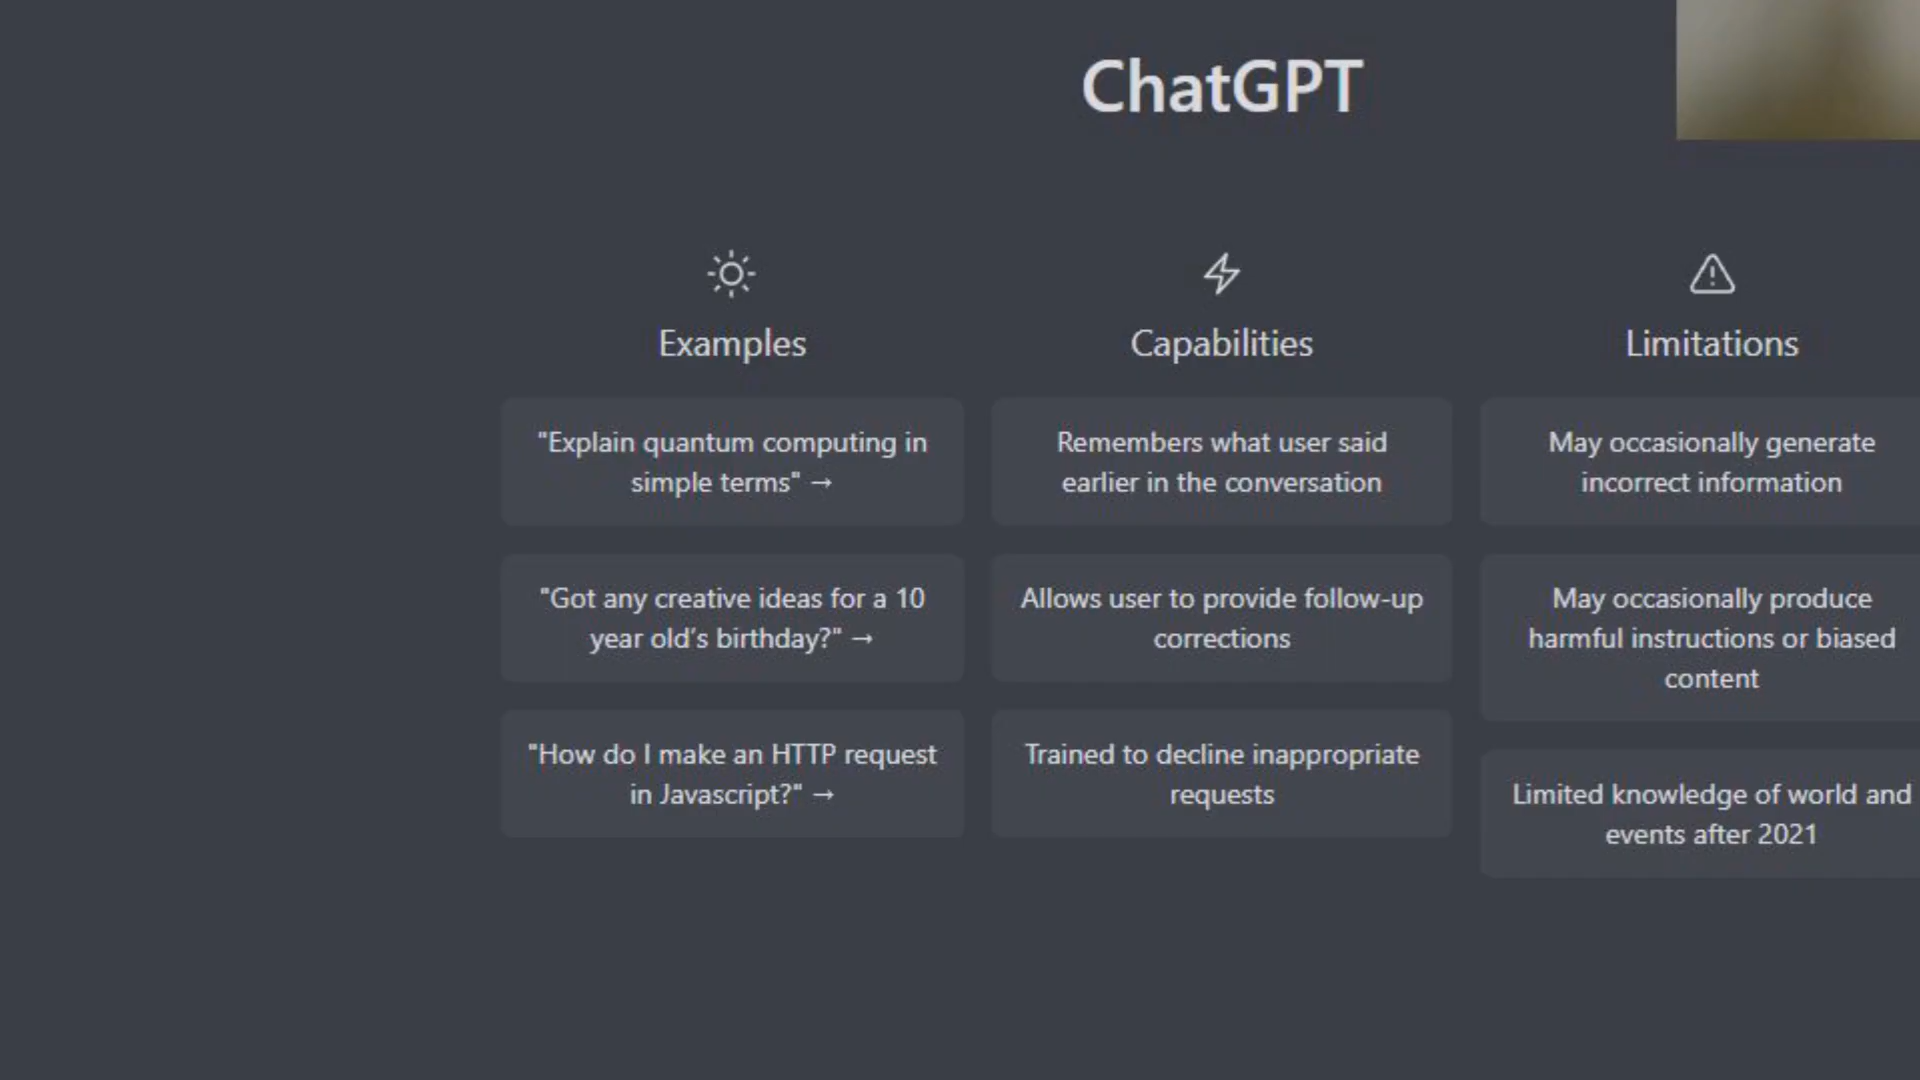 ChatGPT
Examples
"Explain quantum computing in
simple terms" →
"Got any creative ideas for a 10
year old's birthday?" →
"How do I make an HTTP request
in Javascript?" →
Capabilities
Remembers what user said
earlier in the conversation
Allows user to provide follow-up
corrections
Trained to decline inappropriate
requests
Limitations
May occasionally generate
incorrect information
May occasionally produce
harmful instructions or biased
content
Limited knowledge of world and
events after 2021